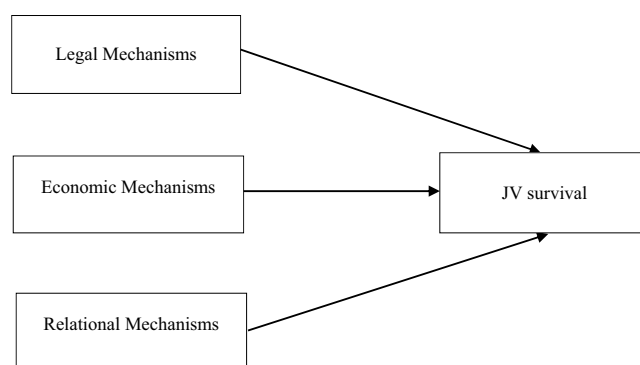 Legal Mechanisms
Economic Mechanisms
JV survival
Relational Mechanisms